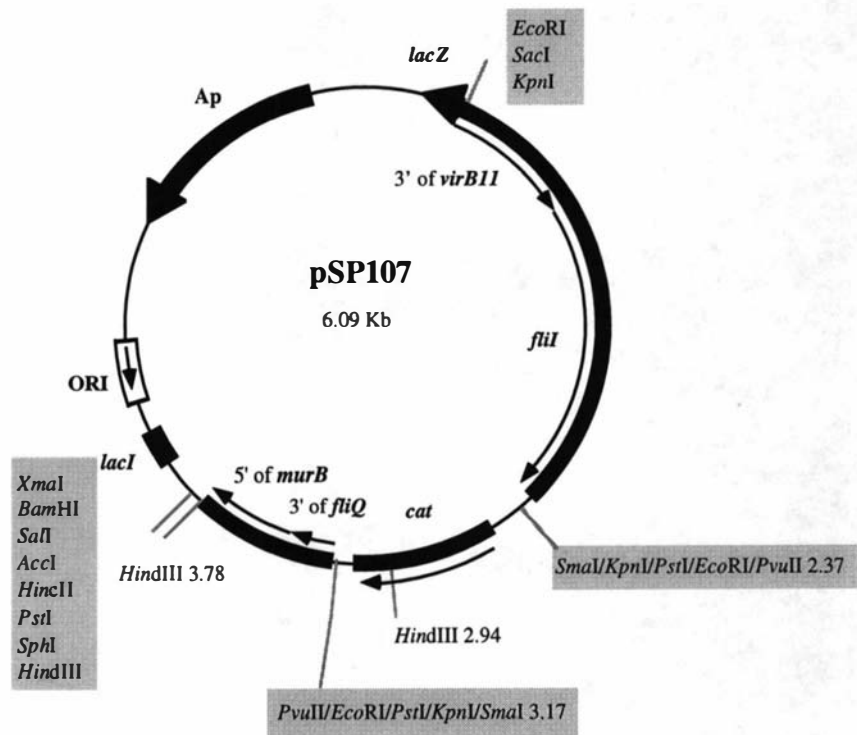 EcoRI
SacI
KpnI
lacZ
Ap
3' of virB11
pSP107
6.09 Kb
fliI
ORI
lacI
5' of murB
3' of fliQ
cat
XmaI
BamHI
SalI
AccI
HincII
PstI
SphI
HindIII
HindIII 3.78
SmaI/KpnI/PstI/EcoRI/PvuII 2.37
HindIII 2.94
PvuII/EcoRI/PstI/KpnI/SmaI 3.17